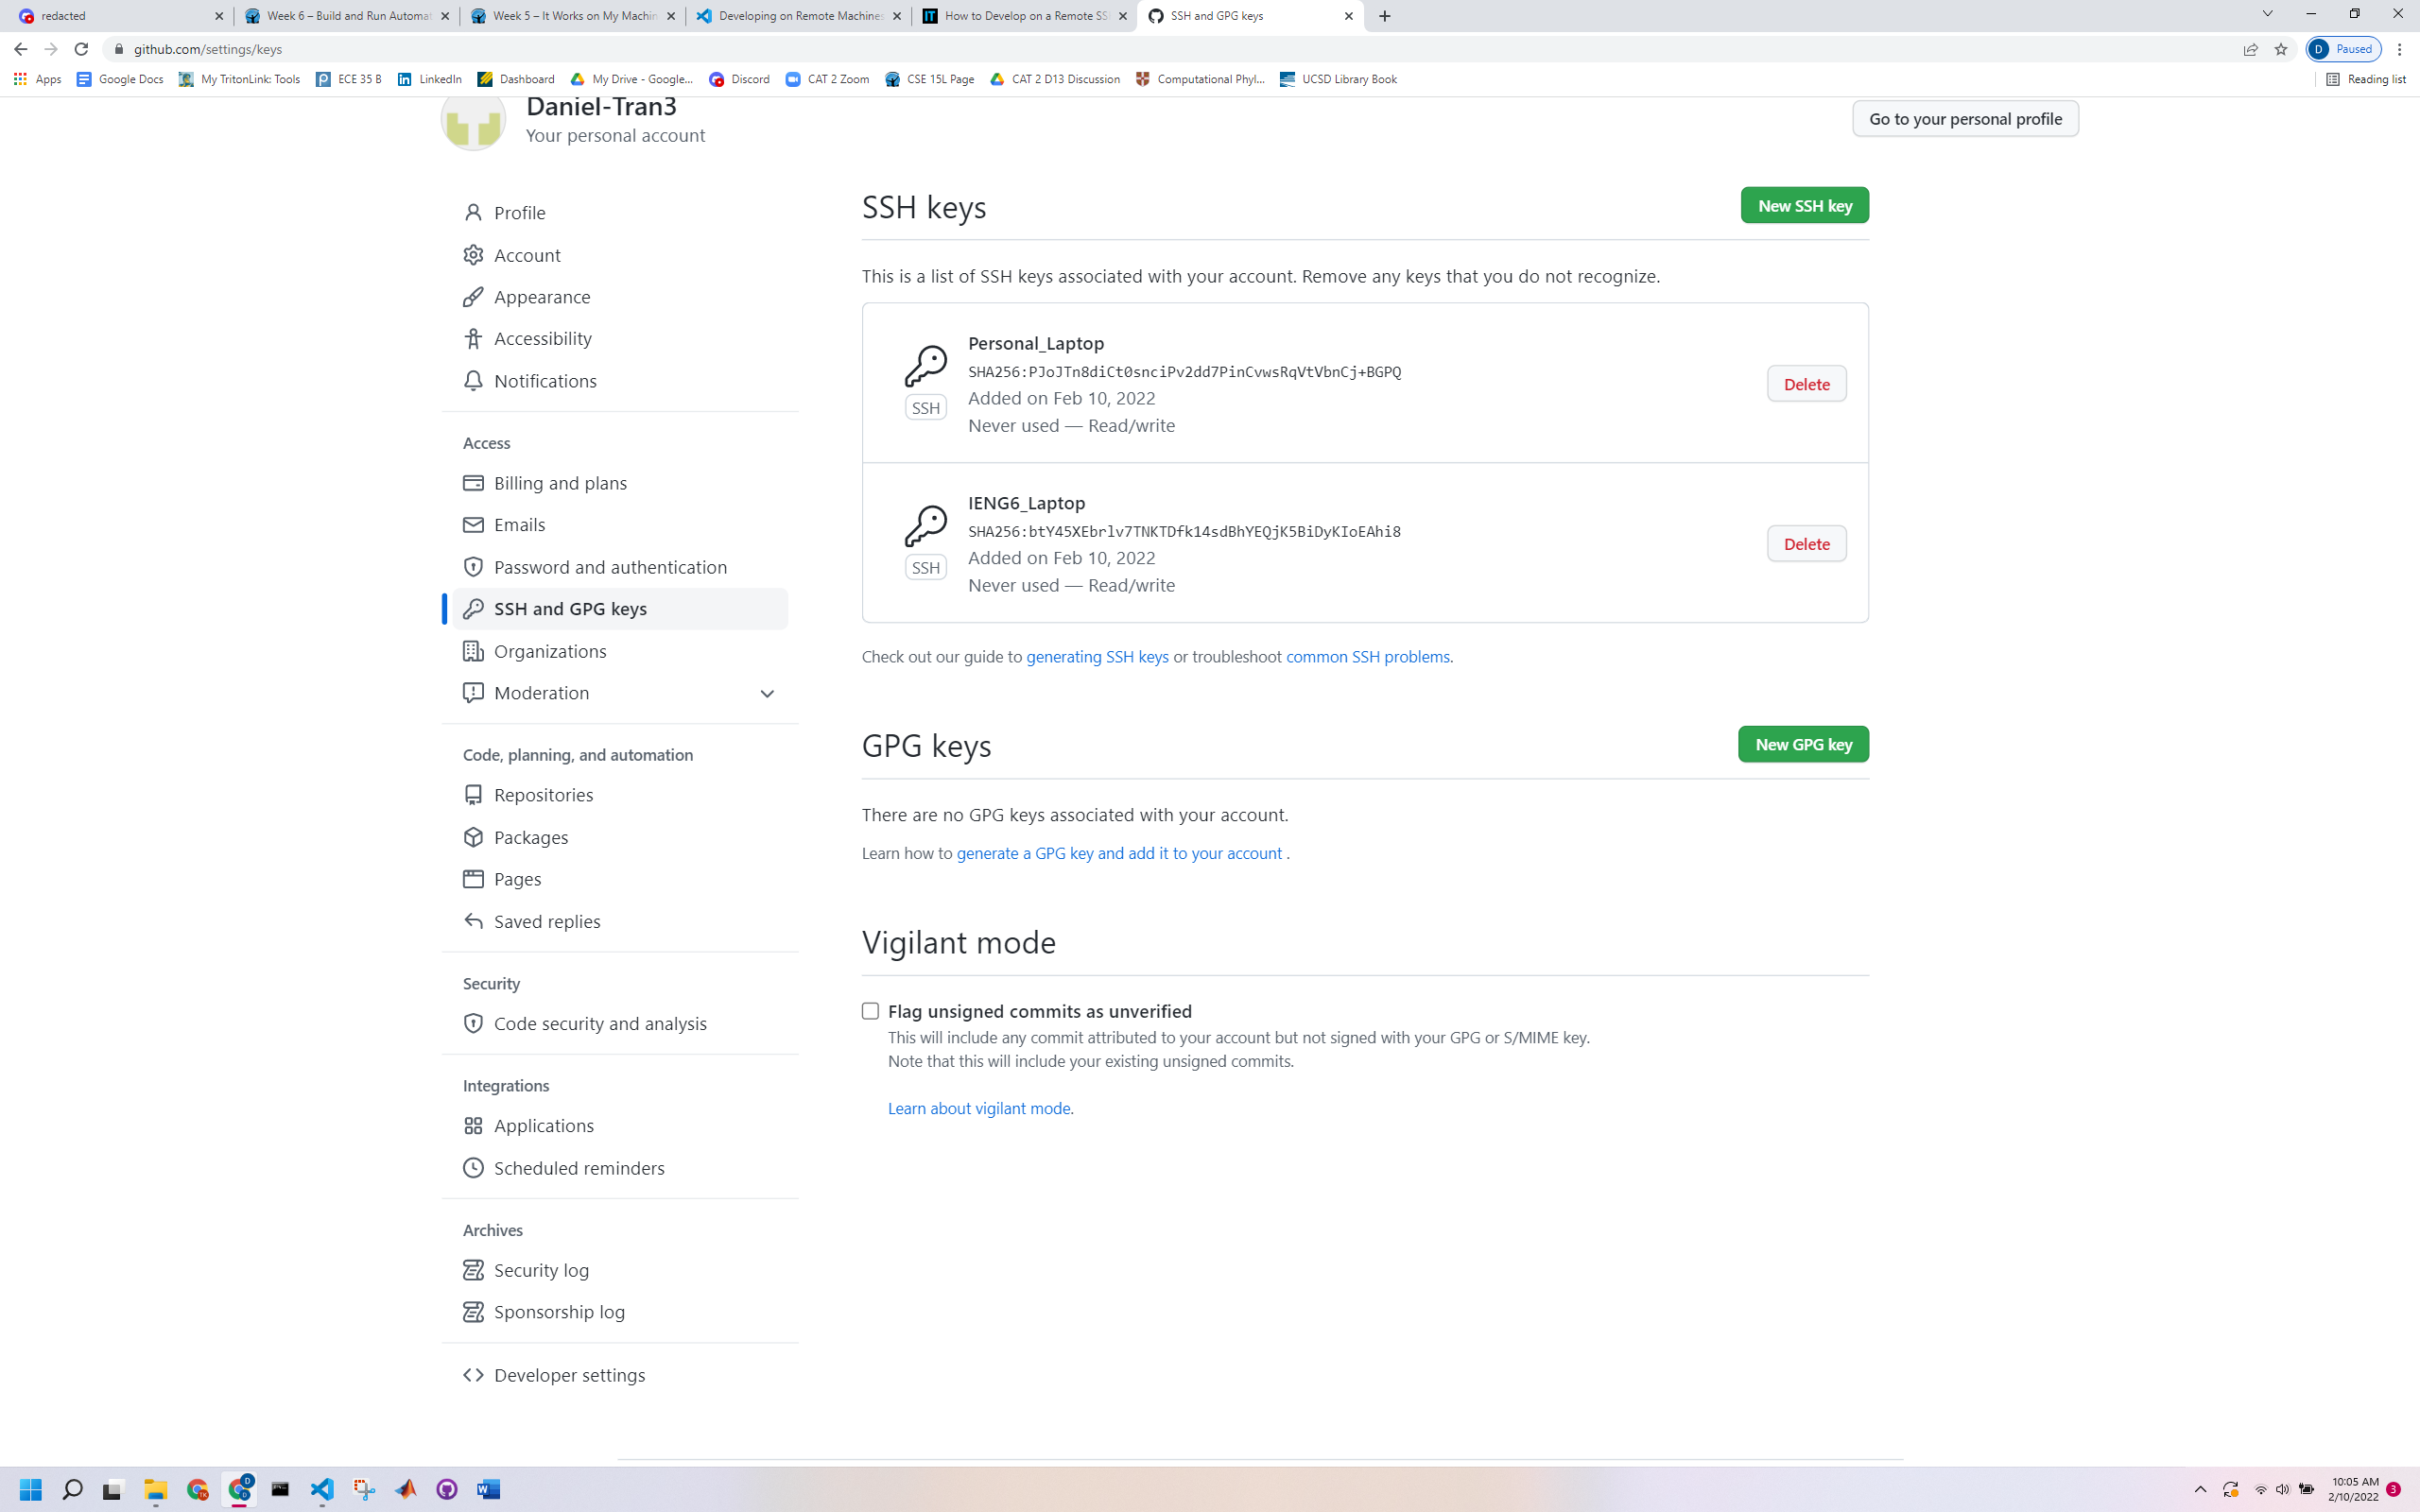 redacted
Week 6 – Build and Run Automat
Week 5 – It Works on My Machin
Developing on Remote Machines
How to Develop on a Remote SS
SSH and GPG keys
github.com/settings/keys
D Paused
Apps
Google Docs
My TritonLink: Tools
ECE 35 B
LinkedIn
Dashboard
My Drive - Google...
Discord
CAT 2 Zoom
CSE 15L Page
CAT 2 D13 Discussion
Computational Phyl...
UCSD Library Book
Reading list
Daniel-Tran3
Your personal account
Go to your personal profile
Profile
Account
Appearance
Accessibility
Notifications
Access
Billing and plans
Emails
Password and authentication
SSH and GPG keys
Organizations
Moderation
Code, planning, and automation
Repositories
Packages
Pages
Saved replies
Security
Code security and analysis
Integrations
Applications
Scheduled reminders
Archives
Security log
Sponsorship log
Developer settings
SSH keys
New SSH key
This is a list of SSH keys associated with your account. Remove any keys that you do not recognize.
Personal_Laptop
SHA256:PJoJTn8diCt0snciPv2dd7PinCvwsRqVtVbnCj+BGPQ
Added on Feb 10, 2022
Never used — Read/write
SSH
Delete
IENG6_Laptop
SHA256:btY45XEbrlv7TNKTDfk14sdBhYEQjK5BiDyKIoEAhi8
Added on Feb 10, 2022
Never used — Read/write
SSH
Delete
Check out our guide to generating SSH keys or troubleshoot common SSH problems.
GPG keys
New GPG key
There are no GPG keys associated with your account.
Learn how to generate a GPG key and add it to your account .
Vigilant mode
Flag unsigned commits as unverified
This will include any commit attributed to your account but not signed with your GPG or S/MIME key.
Note that this will include your existing unsigned commits.
Learn about vigilant mode.
10:05 AM
2/10/2022
3